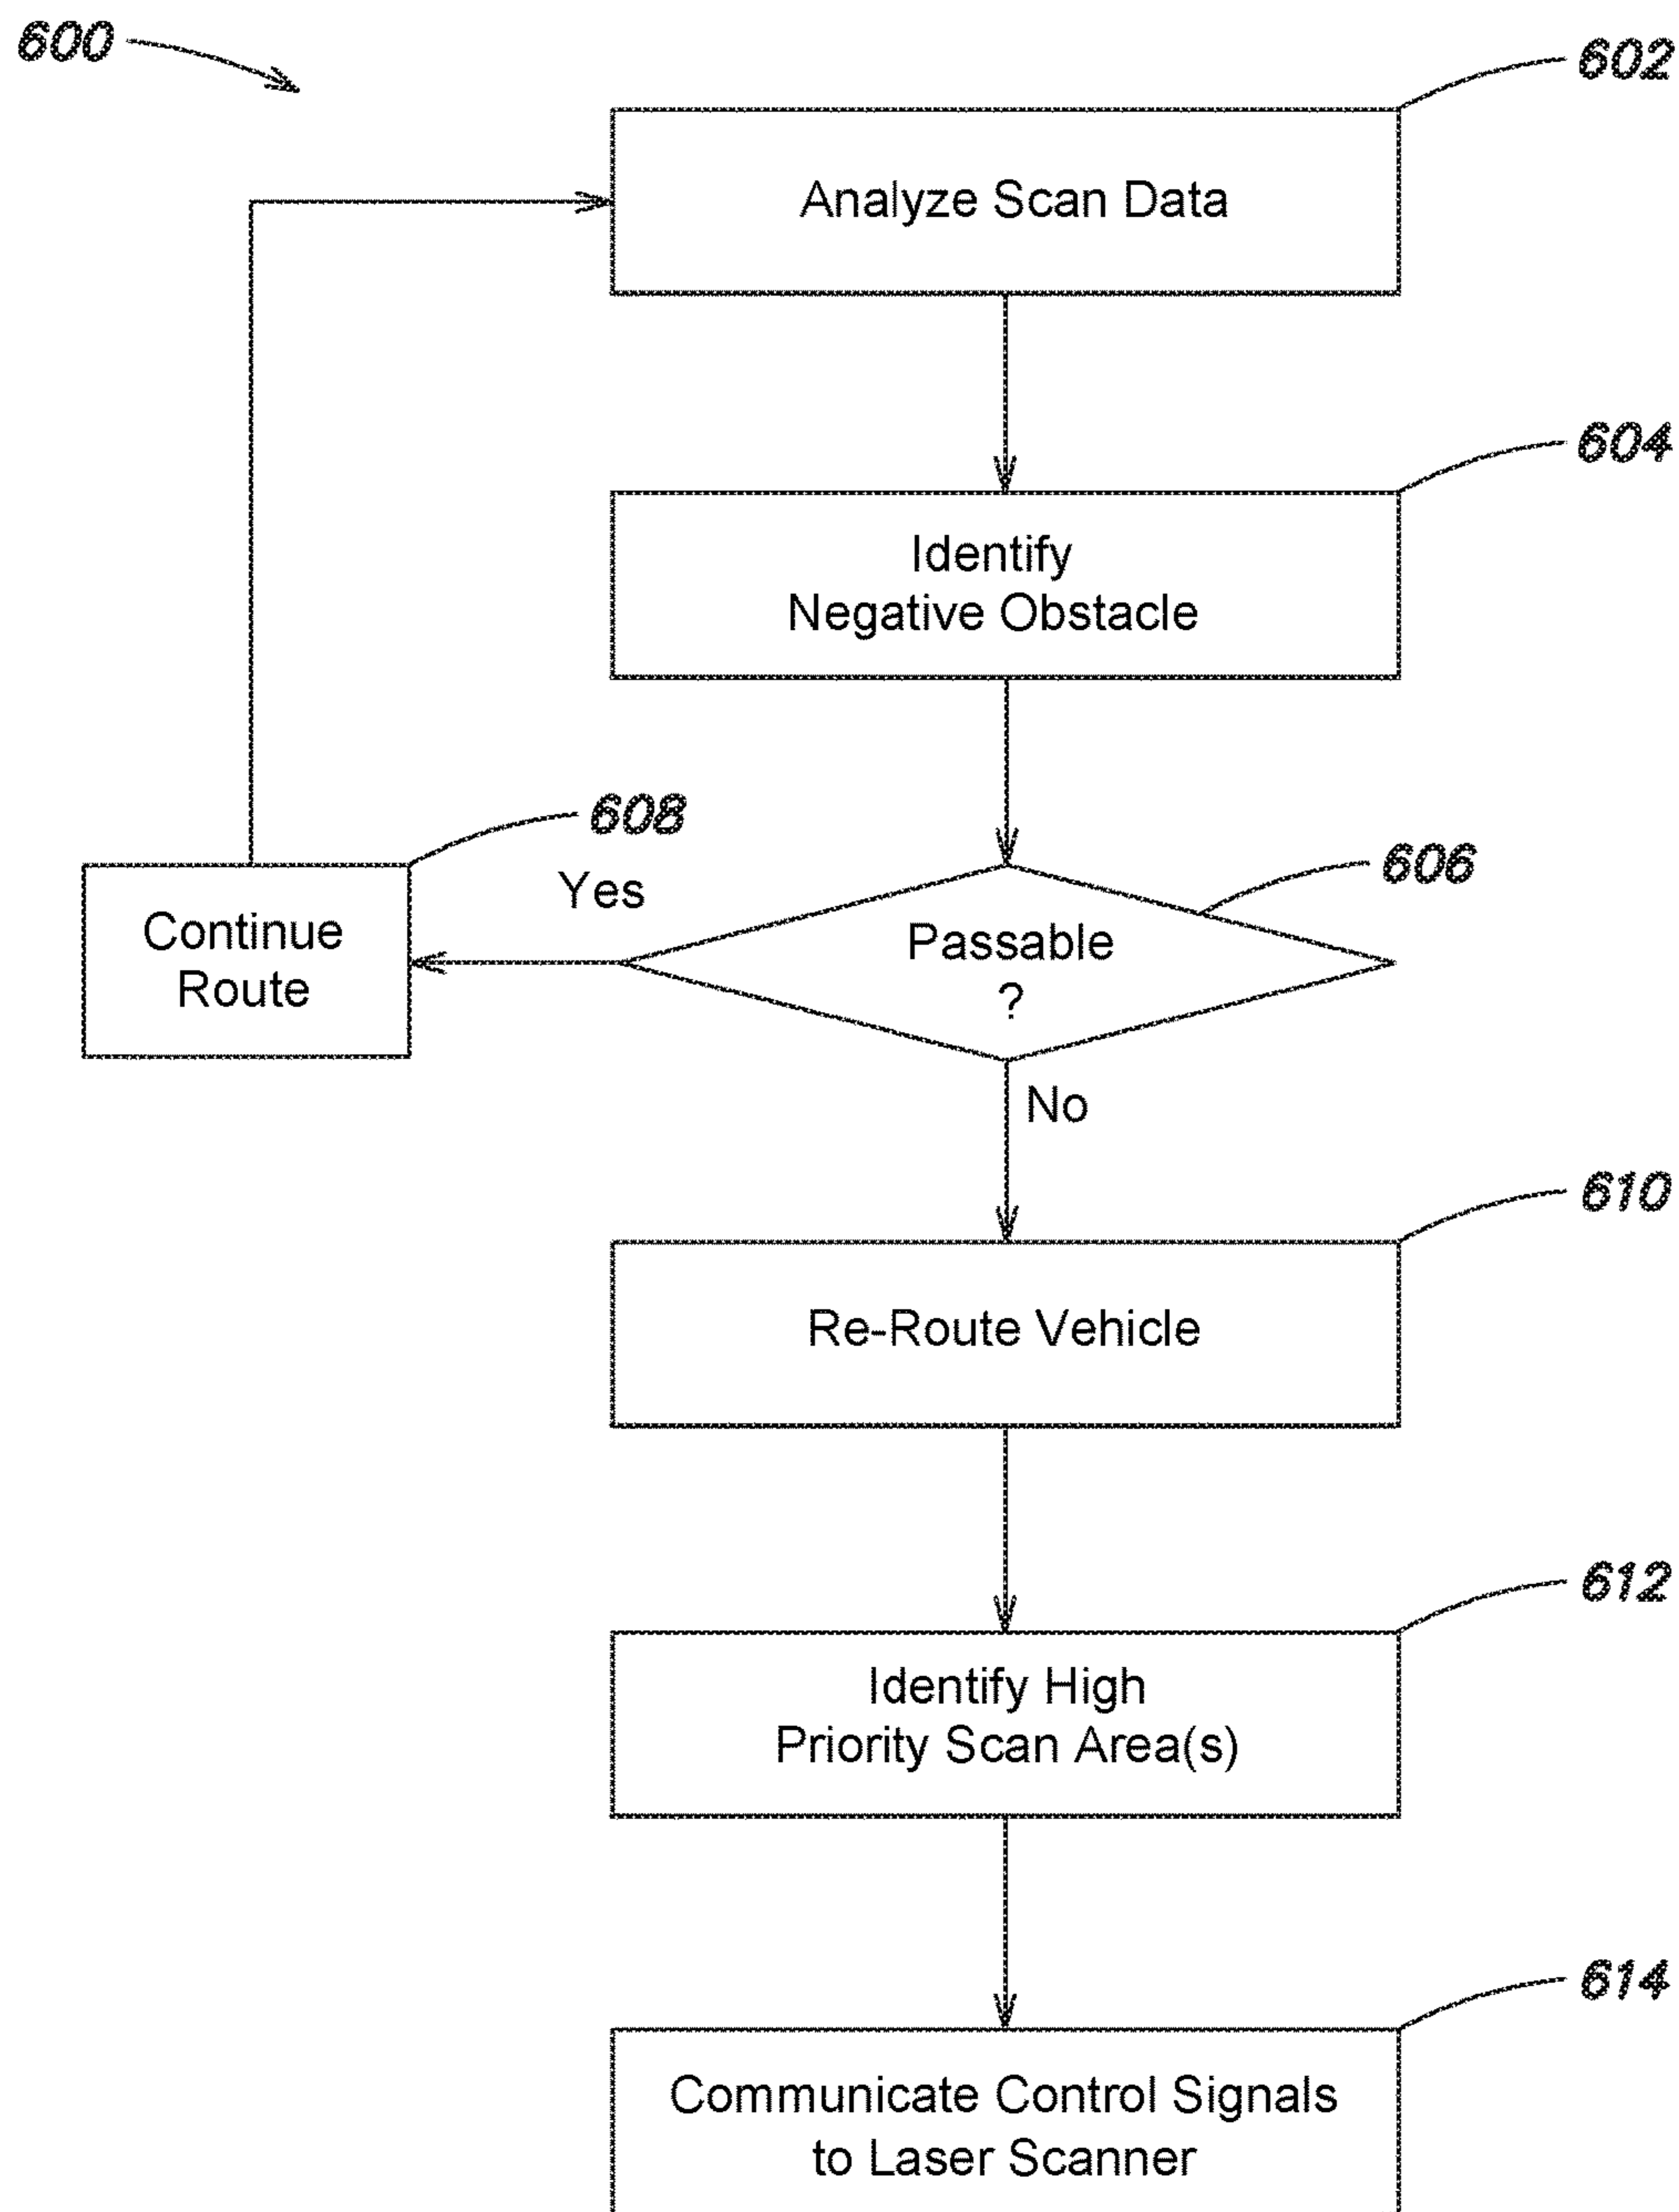 600
602
Analyze Scan Data
604
Identify
Negative Obstacle
608
606
Yes
Continue
Route
Passable
?
No
610
Re-Route Vehicle
612
Identify High
Priority Scan Area(s)
614
Communicate Control Signals
to Laser Scanner